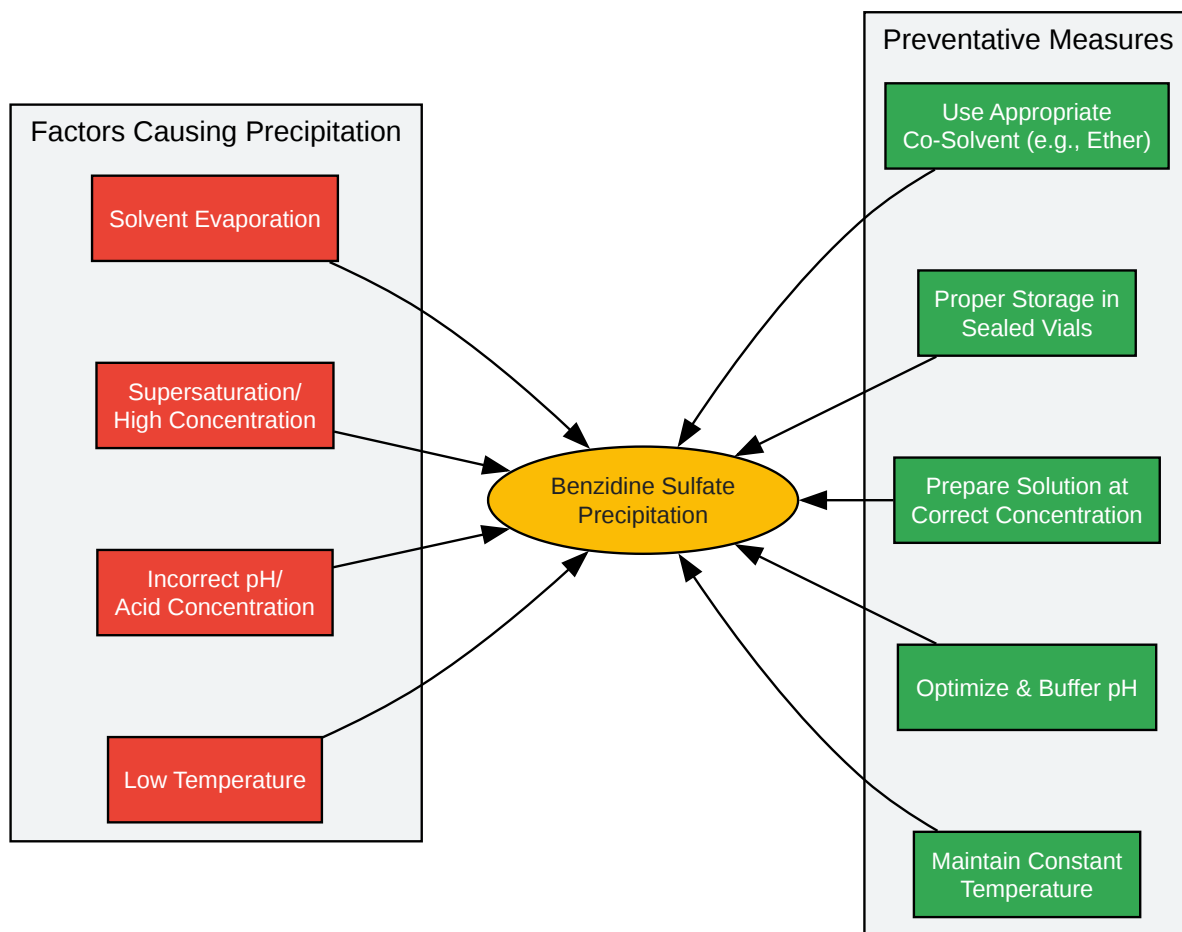 Factors Causing Precipitation
Solvent Evaporation
Supersaturation/
High Concentration
Incorrect pH/
Acid Concentration
Low Temperature
Benzidine Sulfate
Precipitation
Preventative Measures
Use Appropriate
Co-Solvent (e.g., Ether)
Proper Storage in
Sealed Vials
Prepare Solution at
Correct Concentration
Optimize & Buffer pH
Maintain Constant
Temperature